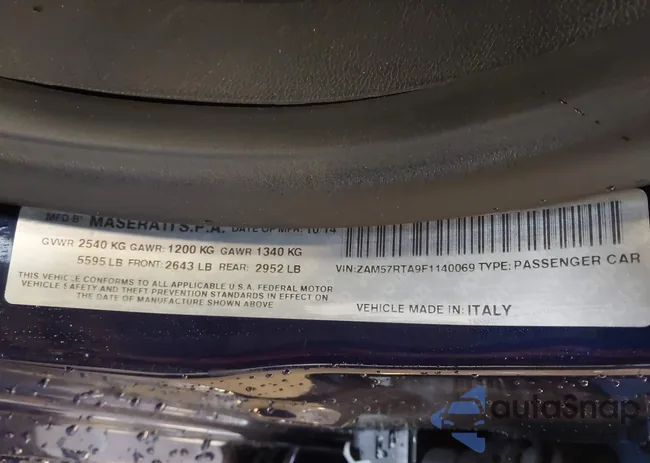 MFD BY MASERATI S.P.A. DATE OF MFR: 10 14
GVWR 2540 KG GAWR: 1200 KG GAWR 1340 KG
5595 LB FRONT: 2643 LB REAR: 2952 LB
THIS VEHICLE CONFORMS TO ALL APPLICABLE U.S.A. FEDERAL MOTOR
VEHICLE SAFETY AND THEFT PREVENTION STANDARDS IN EFFECT ON
THE DATE OF MANUFACTURE SHOWN ABOVE
VIN: ZAM57RTA9F1140069 TYPE: PASSENGER CAR
VEHICLE MADE IN: ITALY
autoSnap